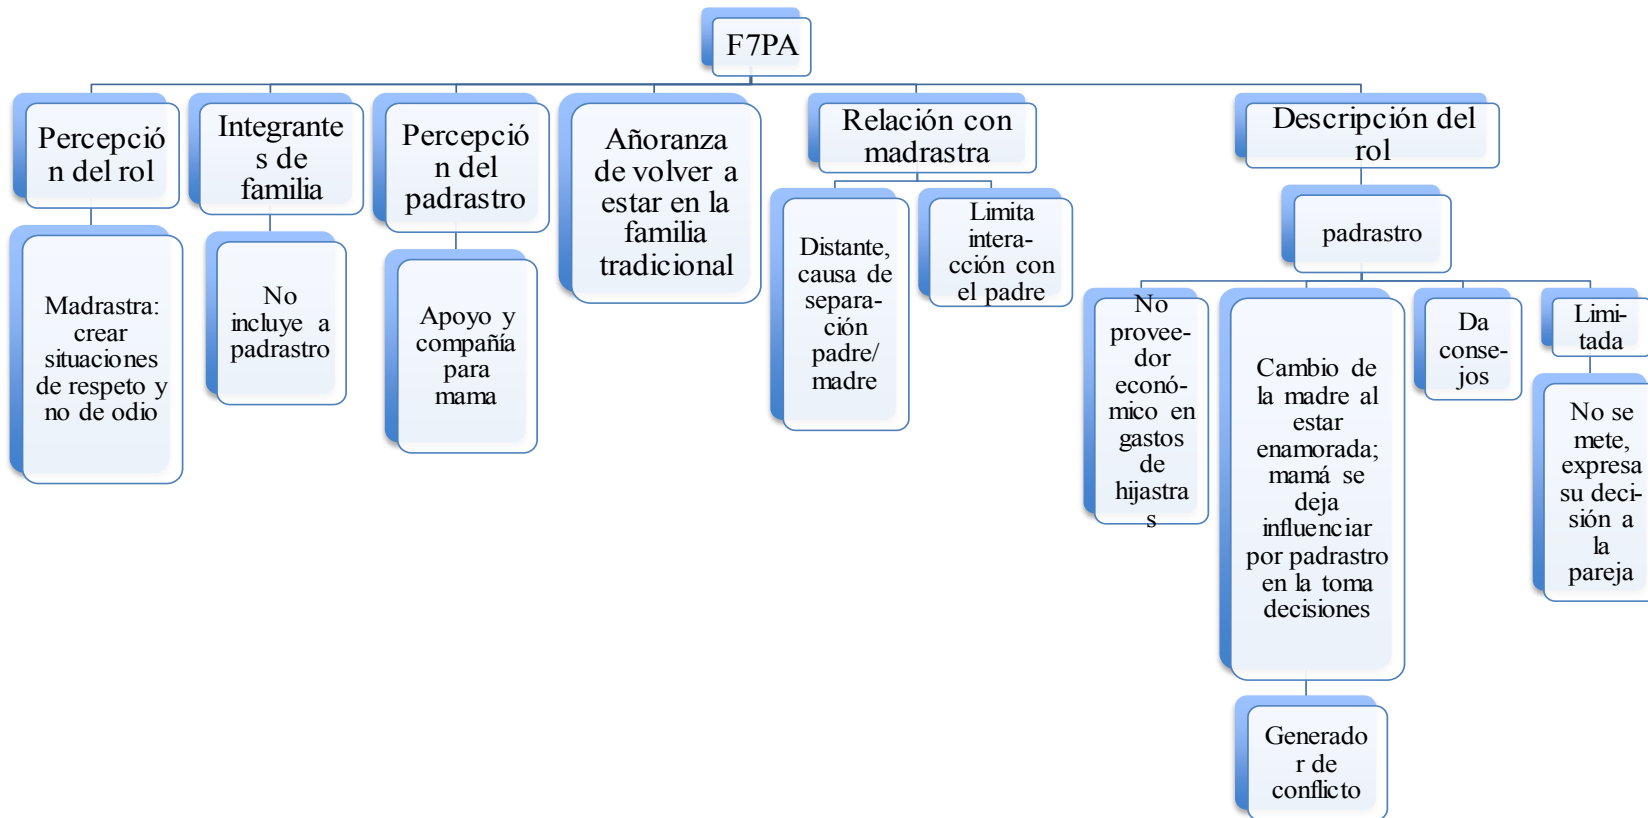 F7PA
Percepció
n del rol
Integrante
s de
familia
Percepció
n del
padrastro
Añoranza
de volver a
estar en la
familia
tradicional
Relación con
madrastra
Descripción del
rol
Madrastra:
crear
situaciones
de respeto y
no de odio
No
incluye a
padrastro
Apoyo y
compañía
para
mama
Distante,
causa de
separa-
ción
padre/
madre
Limita
intera-
cción con
el padre
padrastro
No
provee-
dor
econó-
mico en
gastos
de
hijastra
s
Cambio de
la madre al
estar
enamorada;
mamá se
deja
influenciar
por padrastro
en la toma
decisiones
Da
conse-
jos
Limi-
tada
No se
mete,
expresa
su deci-
sión a
la
pareja
Generado
r de
conflicto